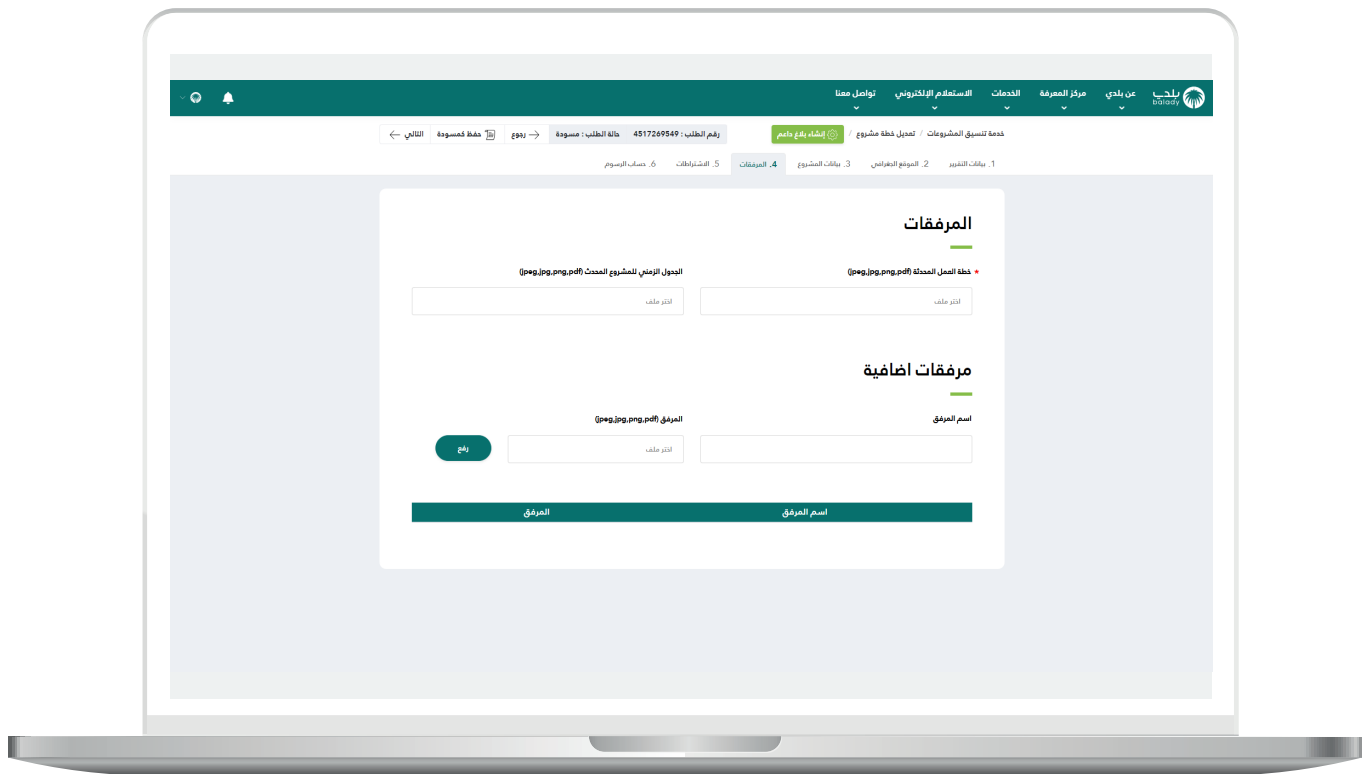 بلدي
balady
عن بلدي
مركز المعرفة
الخدمات
الاستعلام الإلكتروني
تواصل معنا
خدمة تنسيق المشروعات / تعديل خطة مشروع /
إنشاء بلاغ داعم
رقم الطلب : 4517269549
حالة الطلب : مسودة
رجوع
حفظ كمسودة
التالي
1. بيانات التقرير
2. الموقع الجغرافي
3. بيانات المشروع
4. المرفقات
5. الاشتراطات
6. حساب الرسوم
المرفقات
* خطة العمل المحدثة (jpeg,jpg,png,pdf)
الجدول الزمني للمشروع المحدث (jpeg,jpg,png,pdf)
اختر ملف
اختر ملف
مرفقات اضافية
اسم المرفق
المرفق (jpeg,jpg,png,pdf)
اختر ملف
رفع
اسم المرفق
المرفق